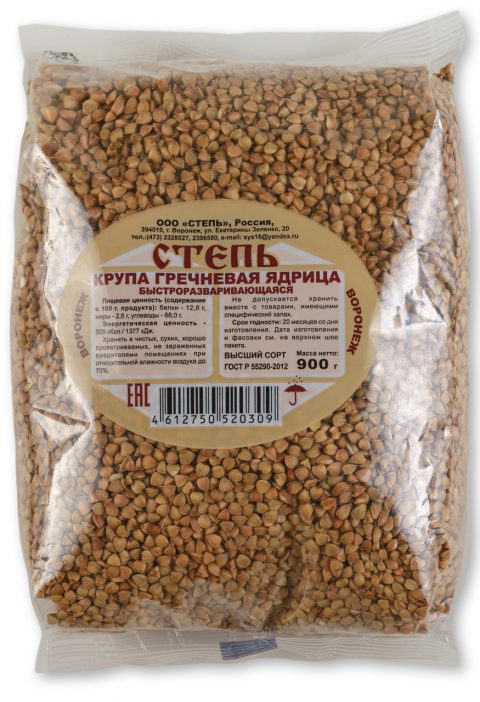 ООО «СТЕПЬ», Россия,
394019, г. Воронеж, ул. Екатерины Зеленко, 20
тел.:(473) 2328027, 2396580, e-mail: sys16@yandex.ru
СТЕПЬ
КРУПА ГРЕЧНЕВАЯ ЯДРИЦА
БЫСТРОРАЗВАРИВАЮЩАЯСЯ
ВОРОНЕЖ
Пищевая ценность (содержание
в 100 г. продукта): белки - 12,6 г,
жиры - 2,6 г, углеводы - 68,0 г.
Энергетическая ценность -
329 кКал / 1377 кДж.
Хранить в чистых, сухих, хорошо
проветриваемых, не зараженных
вредителями помещениях при
относительной влажности воздуха до
70%.
Не допускается хранить
вместе с товарами, имеющими
специфический запах.
Срок годности: 20 месяцев со дня
изготовления. Дата изготовления
и фасовки см. на верхнем шве
пакета.
ВЫСШИЙ СОРТ
ГОСТ Р 55290-2012
Масса нетто:
900 г
ВОРОНЕЖ
EAC
4 612750 520309